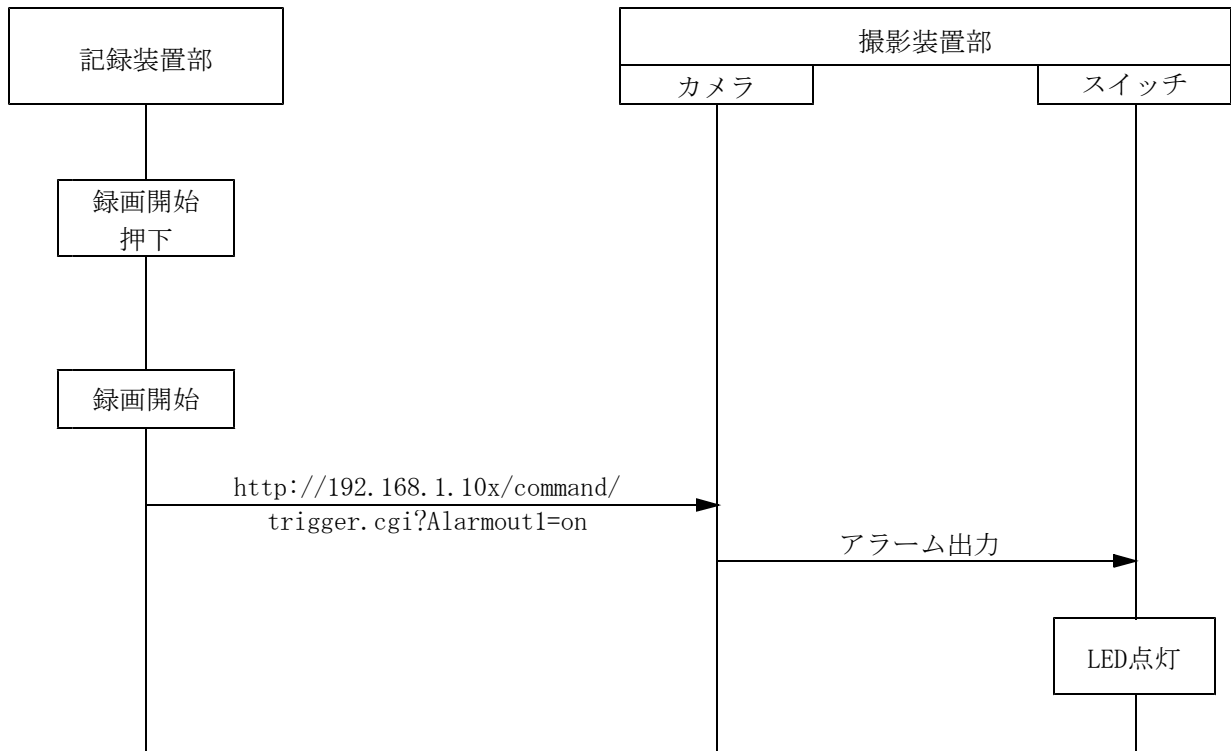 記録装置部
撮影装置部
カメラ
スイッチ
録画開始
押下
録画開始
http://192.168.1.10x/command/
trigger.cgi?Alarmout1=on
アラーム出力
LED点灯